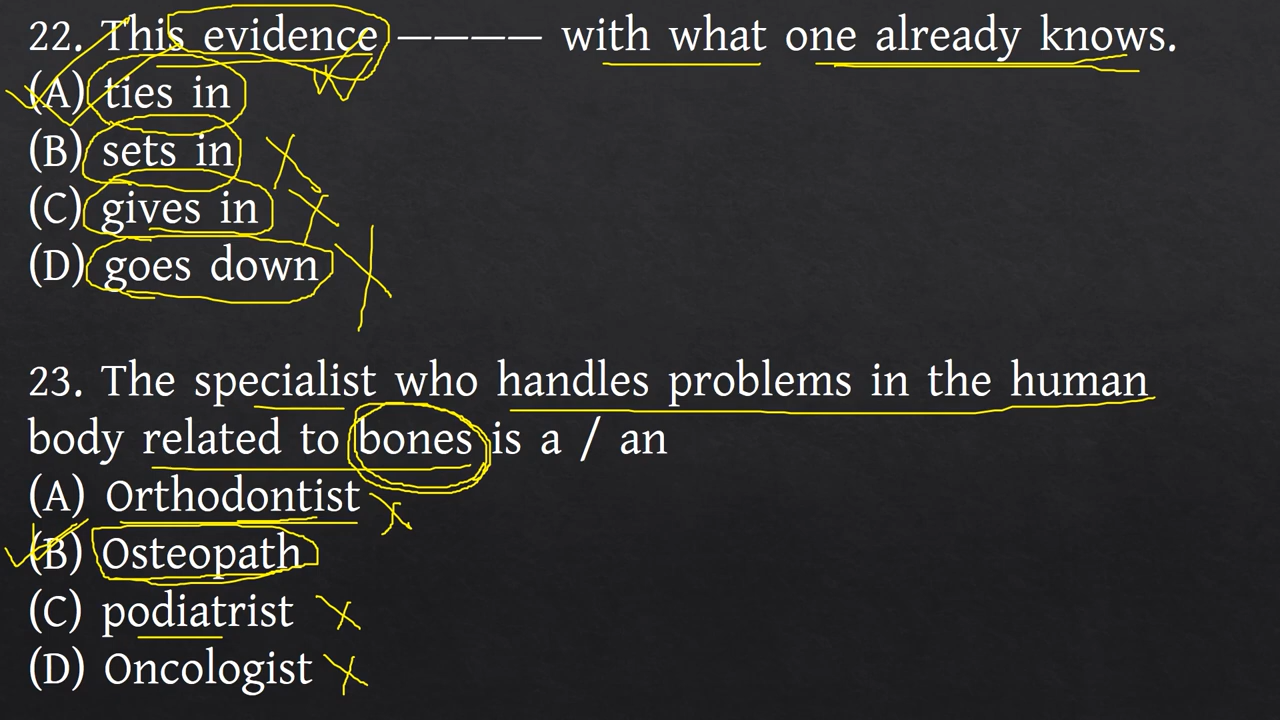 22. This evidence ———— with what one already knows.
(A) ties in
(B) sets in
(C) gives in
(D) goes down
23. The specialist who handles problems in the human
body related to bones is a / an
(A) Orthodontist
(B) Osteopath
(C) podiatrist
(D) Oncologist